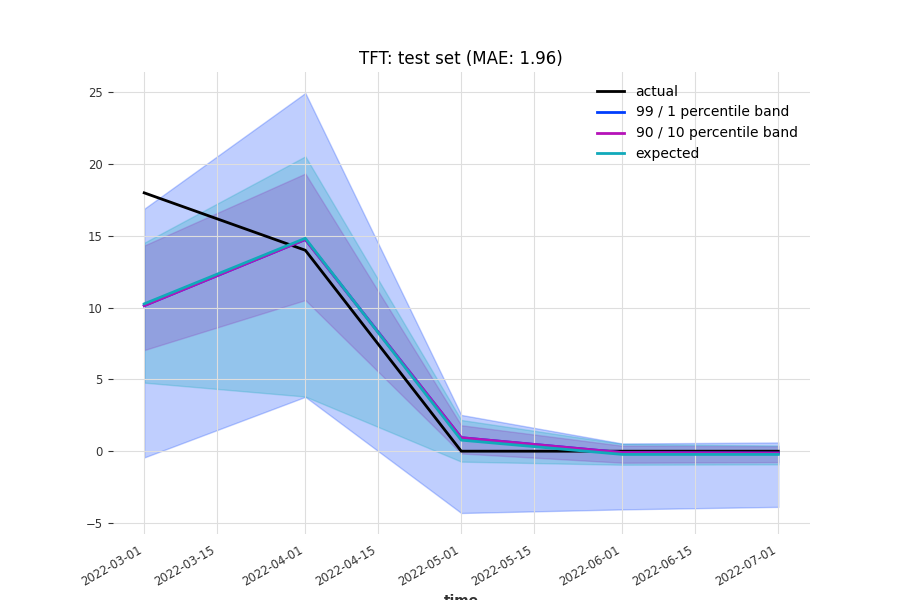 TFT: test set (MAE: 1.96)
actual
99 / 1 percentile band
90 / 10 percentile band
expected
25
20
15
10
5
0
−5
2022-03-01
2022-03-15
2022-04-01
2022-04-15
2022-05-01
2022-05-15
2022-06-01
2022-06-15
2022-07-01
time